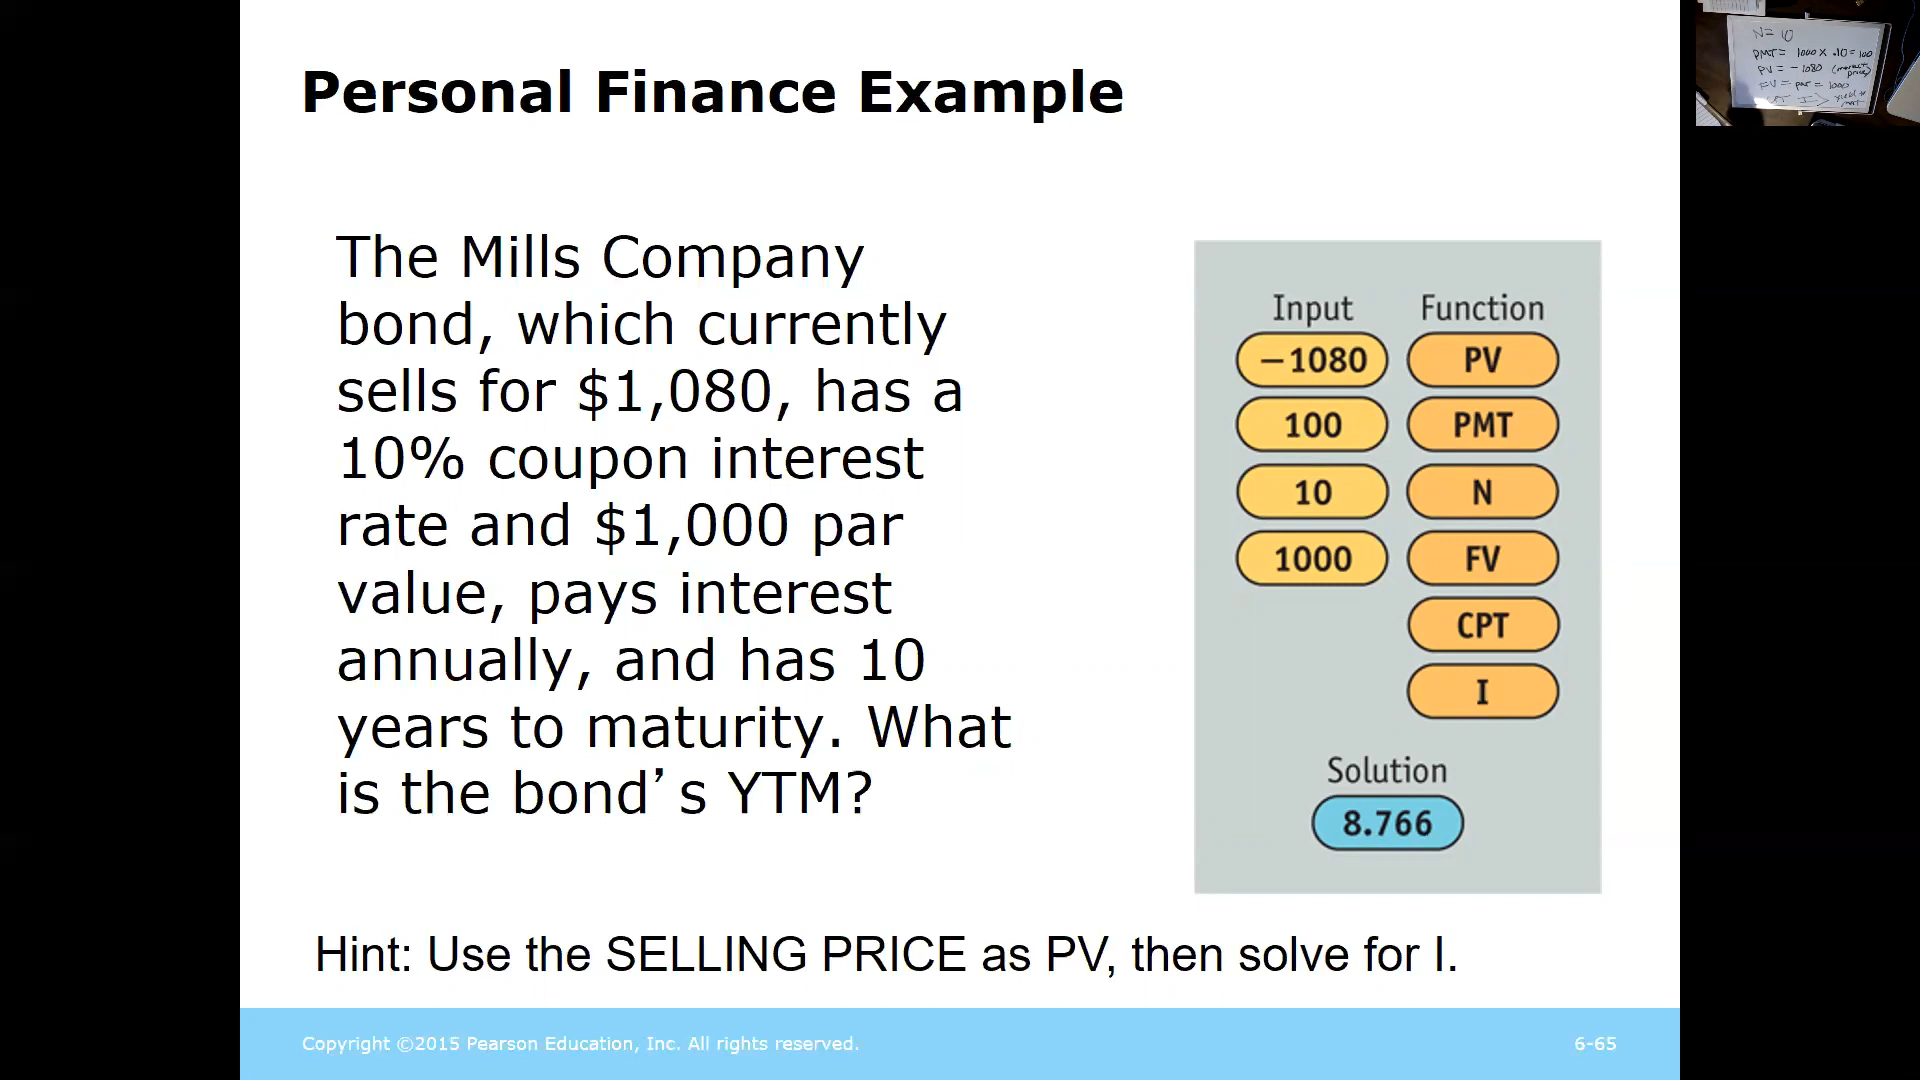 Personal Finance Example
The Mills Company
bond, which currently
sells for $1,080, has a
10% coupon interest
rate and $1,000 par
value, pays interest
annually, and has 10
years to maturity. What
is the bond’s YTM?
Input Function
−1080 PV
100 PMT
10 N
1000 FV
CPT
I
Solution
8.766
Hint: Use the SELLING PRICE as PV, then solve for I.
Copyright ©2015 Pearson Education, Inc. All rights reserved.
6-65
N = 10
PMT = 1000 x .10 = 100
PV = -1080 (market
price)
FV = par = 1000